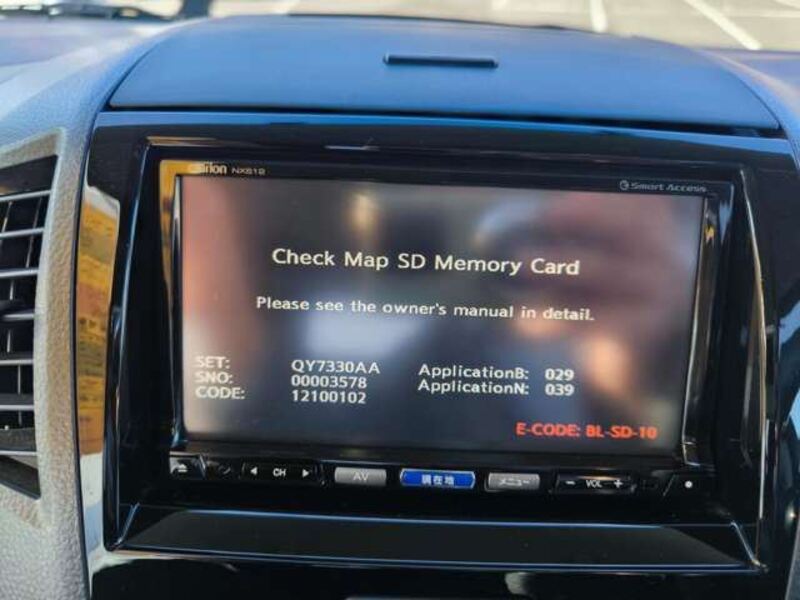 Clarion NX612
Smart Access
Check Map SD Memory Card
Please see the owner's manual in detail.
SET: QY7330AA ApplicationB: 029
SNO: 00003578 ApplicationN: 039
CODE: 12100102
E-CODE: BL-SD-10
CH AV 現在地 メニュー − VOL +